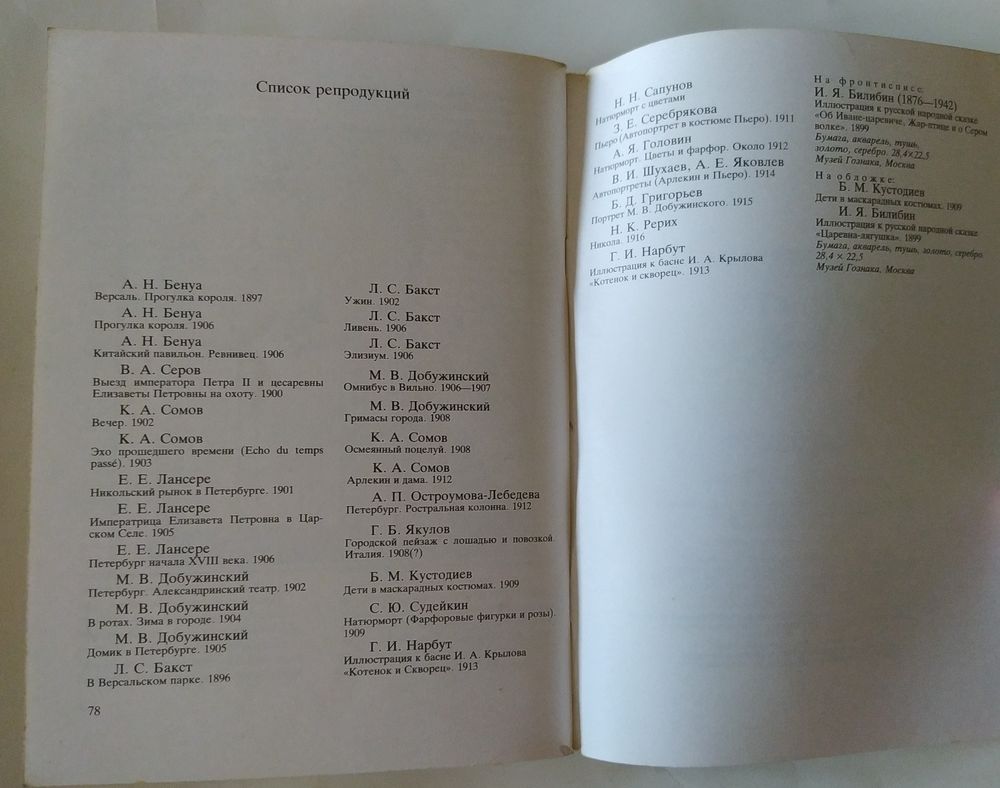 Список репродукций
А. Н. Бенуа
Версаль. Прогулка короля. 1897
А. Н. Бенуа
Прогулка короля. 1906
А. Н. Бенуа
Китайский павильон. Ревнивец. 1906
В. А. Серов
Выезд императора Петра II и цесаревны
Елизаветы Петровны на охоту. 1900
К. А. Сомов
Вечер. 1902
К. А. Сомов
Эхо прошедшего времени (Echo du temps
passé). 1903
Е. Е. Лансере
Никольский рынок в Петербурге. 1901
Е. Е. Лансере
Императрица Елизавета Петровна в Цар-
ском Селе. 1905
Е. Е. Лансере
Петербург начала XVIII века. 1906
М. В. Добужинский
Петербург. Александринский театр. 1902
М. В. Добужинский
В ротах. Зима в городе. 1904
М. В. Добужинский
Домик в Петербурге. 1905
Л. С. Бакст
В Версальском парке. 1896
78
Л. С. Бакст
Ужин. 1902
Л. С. Бакст
Ливень. 1906
Л. С. Бакст
Элизиум. 1906
М. В. Добужинский
Омнибус в Вильно. 1906—1907
М. В. Добужинский
Гримасы города. 1908
К. А. Сомов
Осмеянный поцелуй. 1908
К. А. Сомов
Арлекин и дама. 1912
А. П. Остроумова-Лебедева
Петербург. Ростральная колонна. 1912
Г. Б. Якулов
Городской пейзаж с лошадью и повозкой.
Италия. 1908(?)
Б. М. Кустодиев
Дети в маскарадных костюмах. 1909
С. Ю. Судейкин
Натюрморт (Фарфоровые фигурки и розы).
1909
Г. И. Нарбут
Иллюстрация к басне И. А. Крылова
«Котенок и Скворец». 1913
Н. Н. Сапунов
Натюрморт с цветами
З. Е. Серебрякова
Пьеро (Автопортрет в костюме Пьеро). 1911
А. Я. Головин
Натюрморт. Цветы и фарфор. Около 1912
В. И. Шухаев, А. Е. Яковлев
Автопортреты (Арлекин и Пьеро). 1914
Б. Д. Григорьев
Портрет М. В. Добужинского. 1915
Н. К. Рерих
Никола. 1916
Г. И. Нарбут
Иллюстрация к басне И. А. Крылова
«Котенок и скворец». 1913
На фронтисписе:
И. Я. Билибин (1876—1942)
Иллюстрация к русской народной сказке
«Об Иване-царевиче, Жар-птице и о Сером
волке». 1899
Бумага, акварель, тушь,
золото, серебро. 28,4×22,5
Музей Гознака, Москва
На обложке:
Б. М. Кустодиев
Дети в маскарадных костюмах. 1909
И. Я. Билибин
Иллюстрация к русской народной сказке
«Царевна-лягушка». 1899
Бумага, акварель, тушь, золото, серебро.
28,4 × 22,5
Музей Гознака, Москва